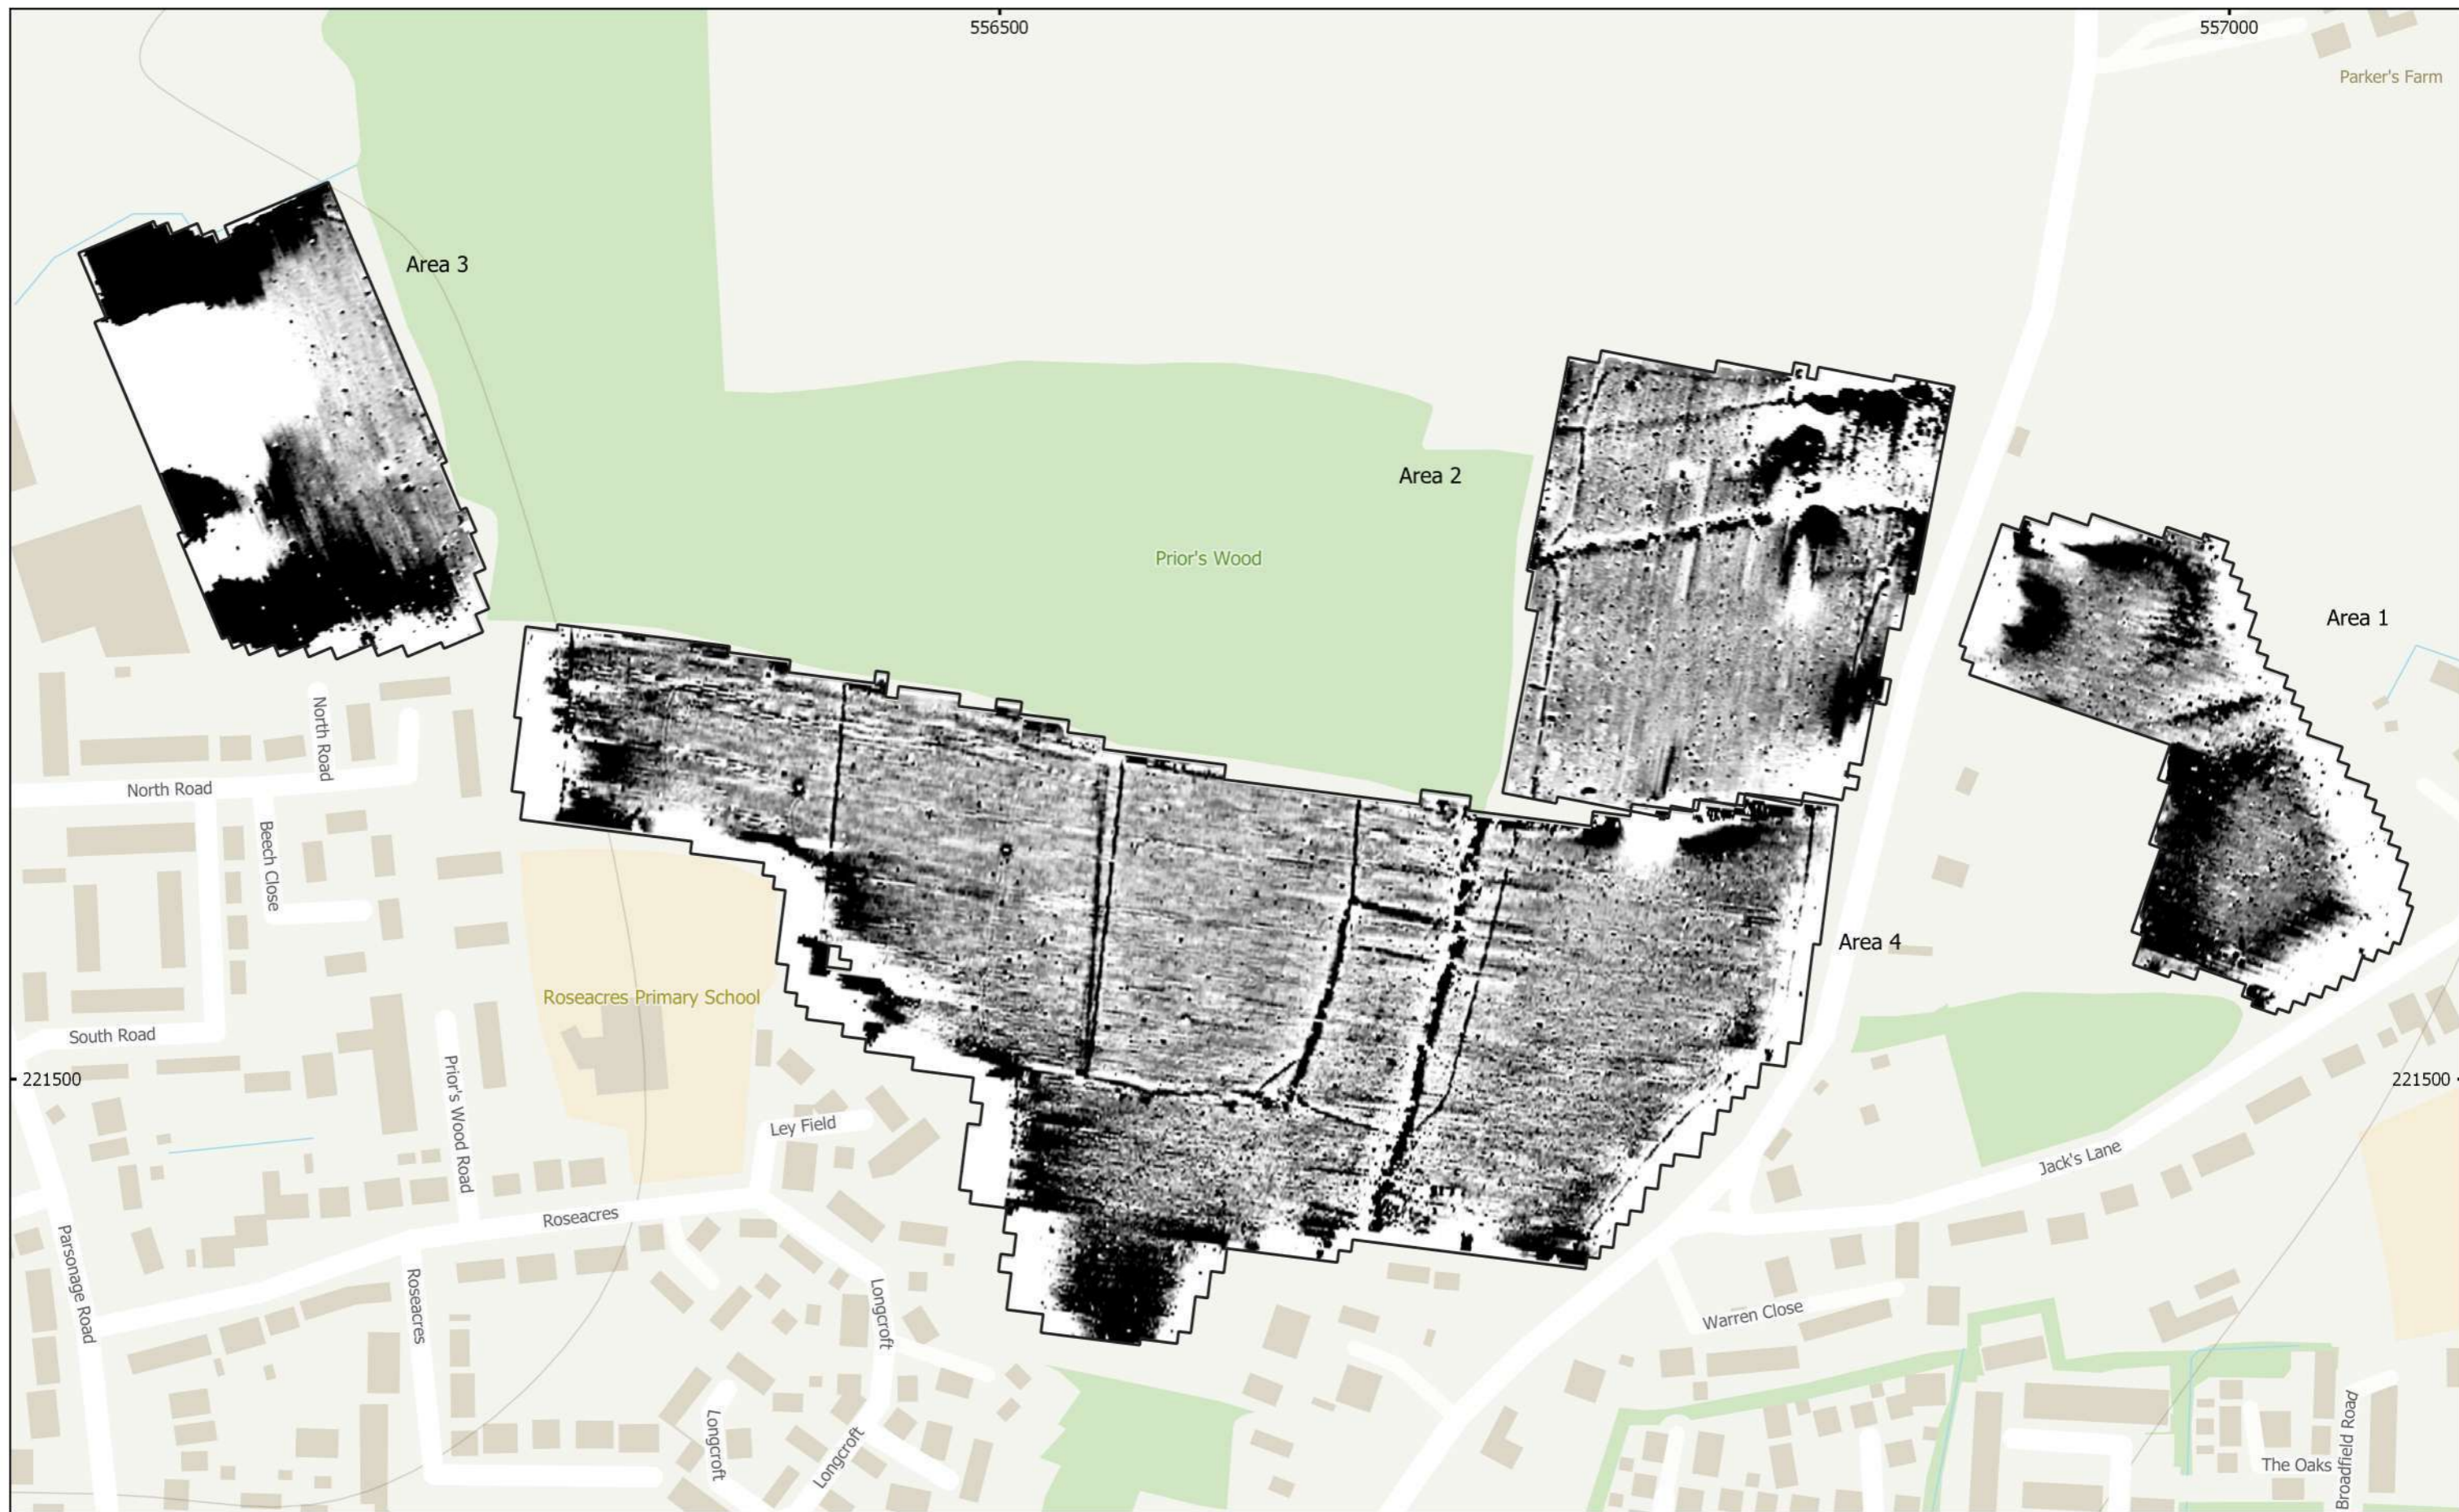 556500
557000
Parker's Farm
Area 3
Area 2
Prior's Wood
Area 1
North Road
North Road
Beech Close
Area 4
Roseacres Primary School
South Road
221500
221500
Prior's Wood Road
Ley Field
Jack's Lane
Roseacres
Parsonage Road
Roseacres
Longcroft
Warren Close
Longcroft
Longcroft
The Oaks
Broadfield Road